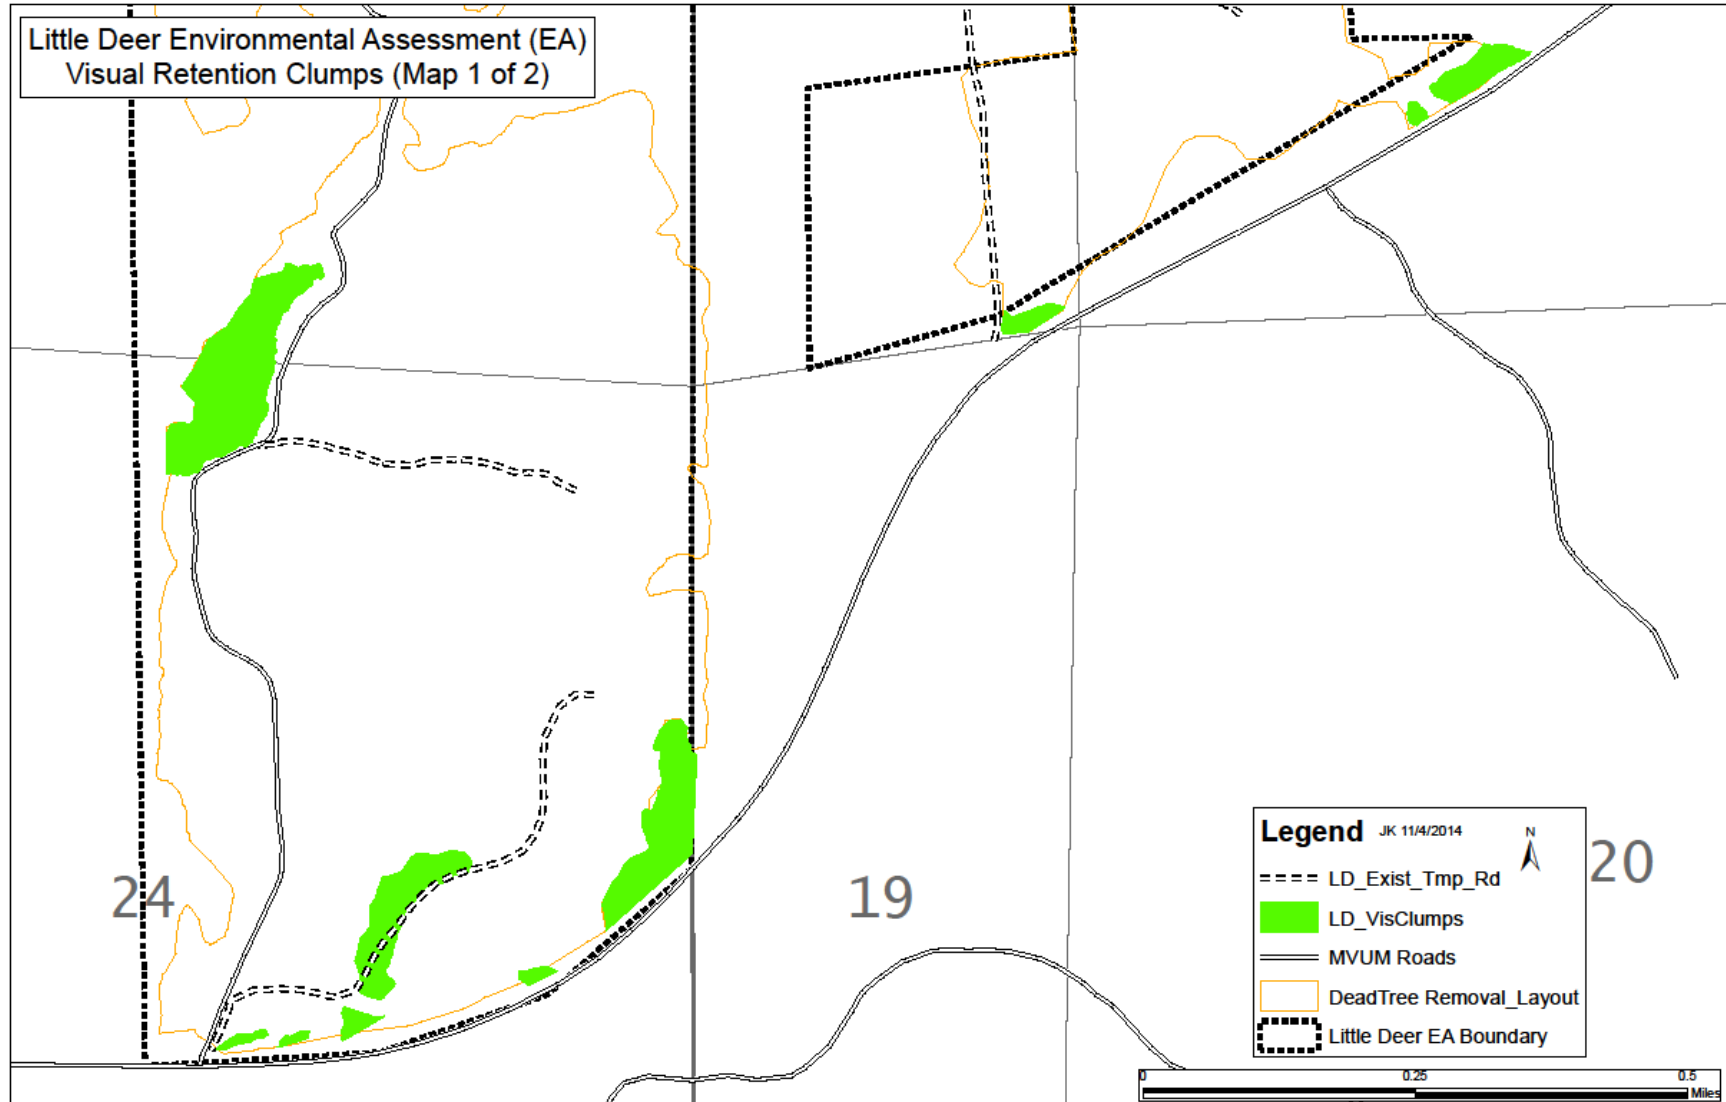 Little Deer Environmental Assessment (EA)
Visual Retention Clumps (Map 1 of 2)
24
19
20
Legend JK 11/4/2014 N
LD_Exist_Tmp_Rd
LD_VisClumps
MVUM Roads
DeadTree Removal_Layout
Little Deer EA Boundary
0 0.25 0.5
Miles